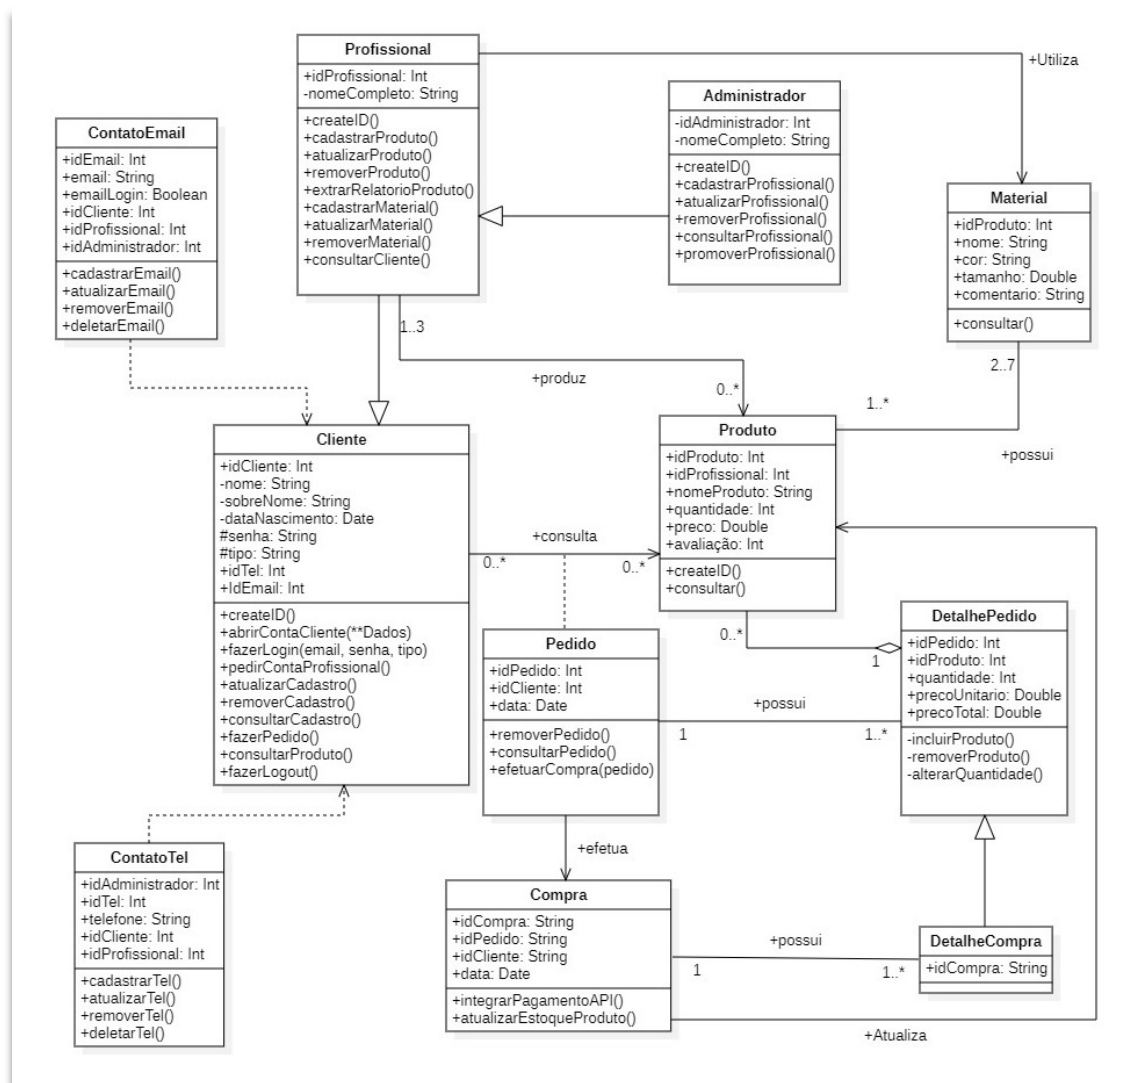 Profissional
+idProfissional: Int
-nomeCompleto: String
+createID()
+cadastrarProduto()
+atualizarProduto()
+removerProduto()
+extrarRelatorioProduto()
+cadastrarMaterial()
+atualizarMaterial()
+removerMaterial()
+consultarCliente()
+Utiliza
Administrador
-idAdministrador: Int
-nomeCompleto: String
+createID()
+cadastrarProfissional()
+atualizarProfissional()
+removerProfissional()
+consultarProfissional()
+promoverProfissional()
ContatoEmail
+idEmail: Int
+email: String
+emailLogin: Boolean
+idCliente: Int
+idProfissional: Int
+idAdministrador: Int
+cadastrarEmail()
+atualizarEmail()
+removerEmail()
+deletarEmail()
Material
+idProduto: Int
+nome: String
+cor: String
+tamanho: Double
+comentario: String
+consultar()
1..3
+produz
0..*
2..7
1..*
+possui
Cliente
+idCliente: Int
-nome: String
-sobreNome: String
-dataNascimento: Date
#senha: String
#tipo: String
+idTel: Int
+IdEmail: Int
+createID()
+abrirContaCliente(**Dados)
+fazerLogin(email, senha, tipo)
+pedirContaProfissional()
+atualizarCadastro()
+removerCadastro()
+consultarCadastro()
+fazerPedido()
+consultarProduto()
+fazerLogout()
+consulta
0..*
0..*
Produto
+idProduto: Int
+idProfissional: Int
+nomeProduto: String
+quantidade: Int
+preco: Double
+avaliação: Int
+createID()
+consultar()
0..*
1
Pedido
+idPedido: Int
+idCliente: Int
+data: Date
+removerPedido()
+consultarPedido()
+efetuarCompra(pedido)
+possui
1
1..*
DetalhePedido
+idPedido: Int
+idProduto: Int
+quantidade: Int
+precoUnitario: Double
+precoTotal: Double
-incluirProduto()
-removerProduto()
-alterarQuantidade()
+efetua
ContatoTel
+idAdministrador: Int
+idTel: Int
+telefone: String
+idCliente: Int
+idProfissional: Int
+cadastrarTel()
+atualizarTel()
+removerTel()
+deletarTel()
Compra
+idCompra: String
+idPedido: String
+idCliente: String
+data: Date
+integrarPagamentoAPI()
+atualizarEstoqueProduto()
+possui
1
1..*
DetalheCompra
+idCompra: String
+Atualiza